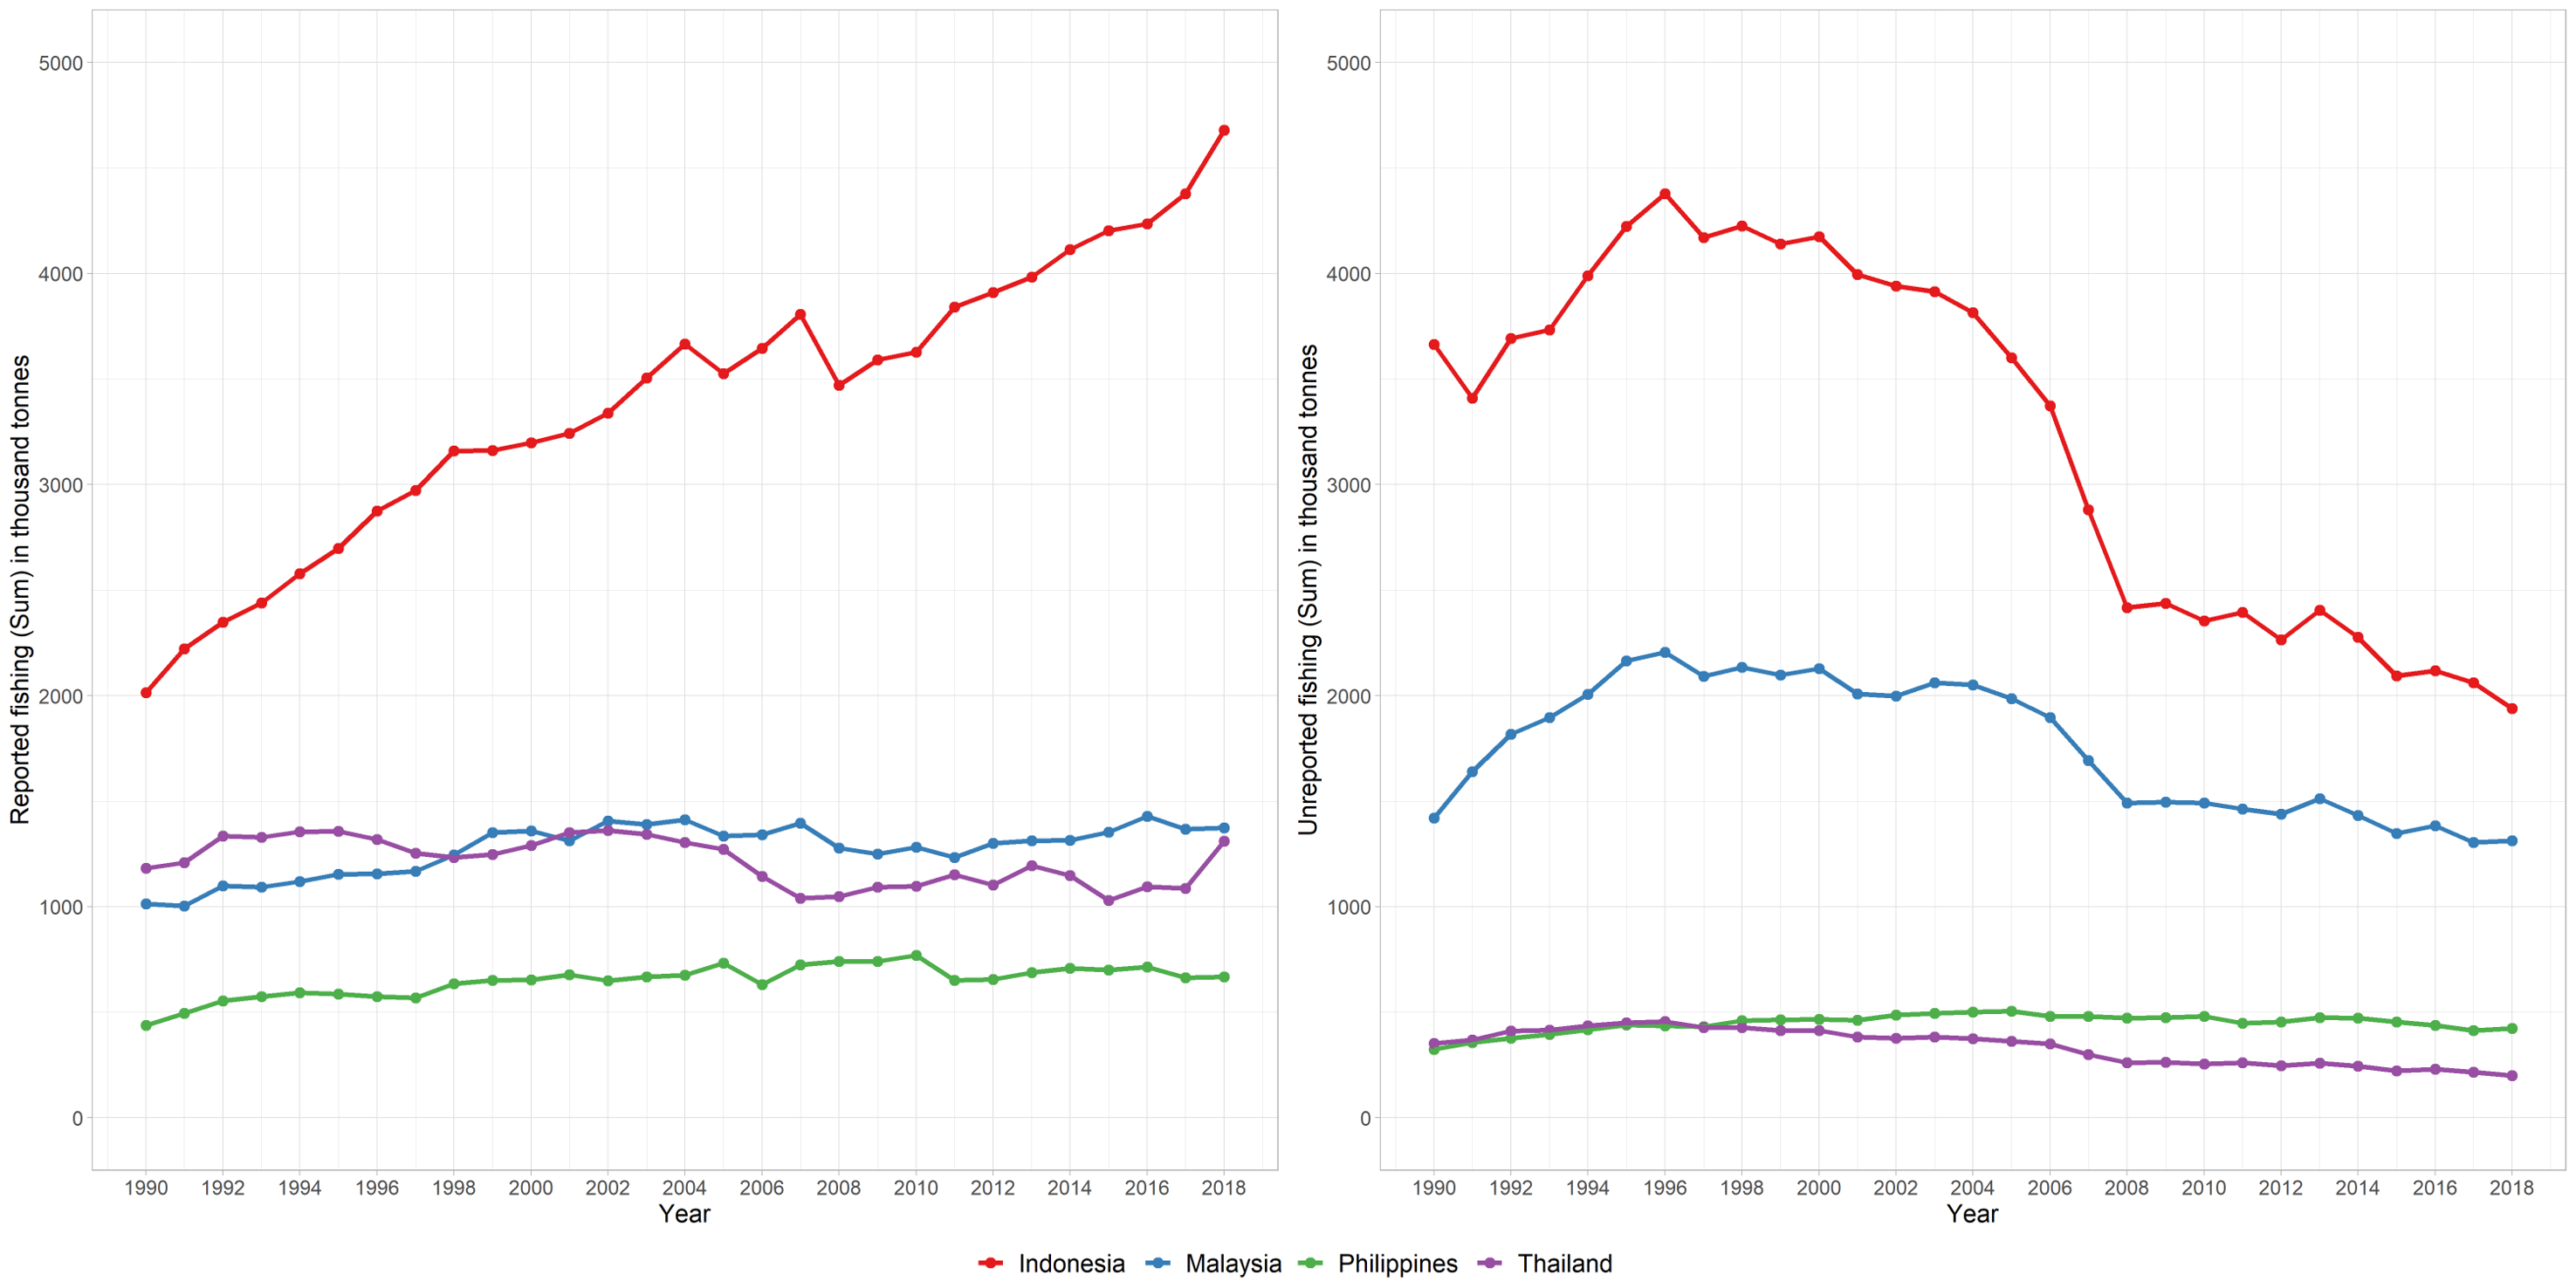 Reported fishing (Sum) in thousand tonnes
5000
4000
3000
2000
1000
0
1990 1992 1994 1996 1998 2000 2002 2004 2006 2008 2010 2012 2014 2016 2018
Year
Unreported fishing (Sum) in thousand tonnes
5000
4000
3000
2000
1000
0
1990 1992 1994 1996 1998 2000 2002 2004 2006 2008 2010 2012 2014 2016 2018
Year
Indonesia Malaysia Philippines Thailand